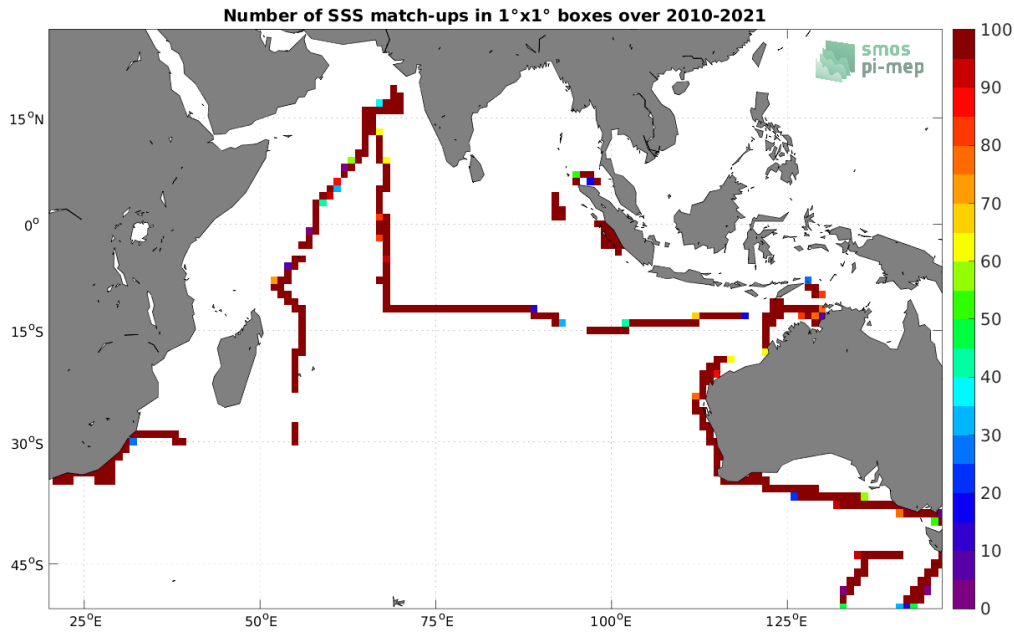 Number of SSS match-ups in 1°x1° boxes over 2010-2021
smos
pi-mep
100
90
80
70
60
50
40
30
20
10
0
15°N
0°
15°S
30°S
45°S
25°E
50°E
75°E
100°E
125°E